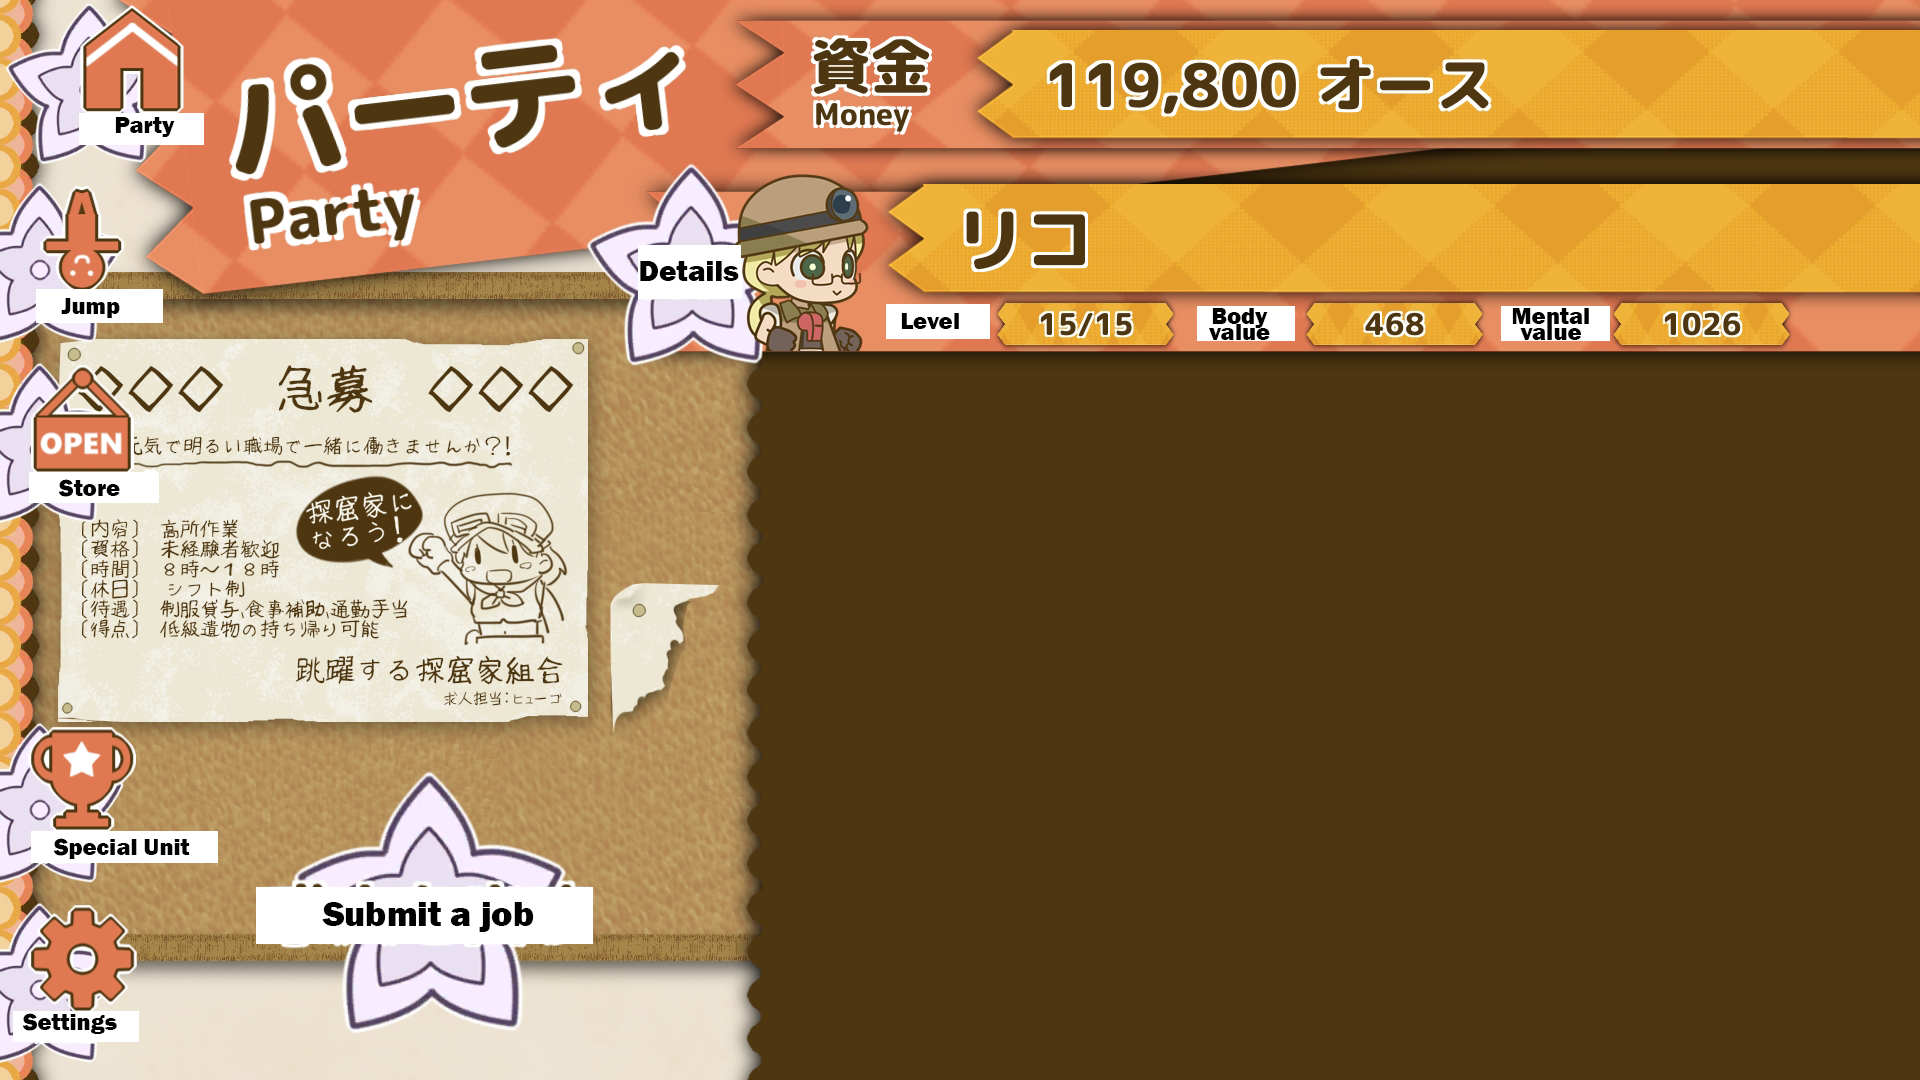 Party
パーティ
Party
資金
Money
119,800 オース
リコ
Details
Level
15/15
Body
value
468
Mental
value
1026
Jump
◇◇◇ 急募 ◇◇◇
元気で明るい職場で一緒に働きませんか?!
OPEN
Store
探窟家に
なろう!
〔内容〕 高所作業
〔資格〕 未経験者歓迎
〔時間〕 8時〜18時
〔休日〕 シフト制
〔待遇〕 制服貸与、食事補助、通勤手当
〔得点〕 低級遺物の持ち帰り可能
跳躍する探窟家組合
求人担当:ヒューゴ
Special Unit
Submit a job
Settings